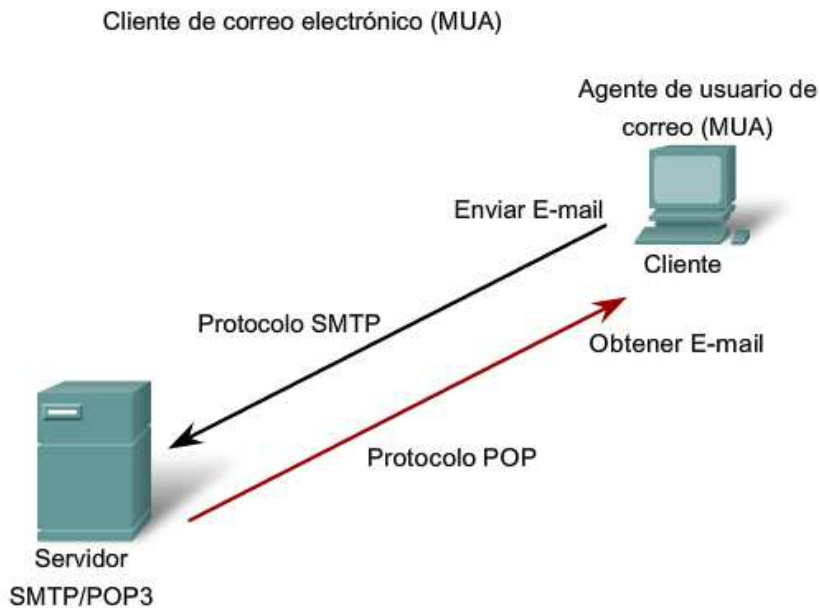 Cliente de correo electrónico (MUA)
Agente de usuario de
correo (MUA)
Enviar E-mail
Cliente
Protocolo SMTP
Obtener E-mail
Protocolo POP
Servidor
SMTP/POP3